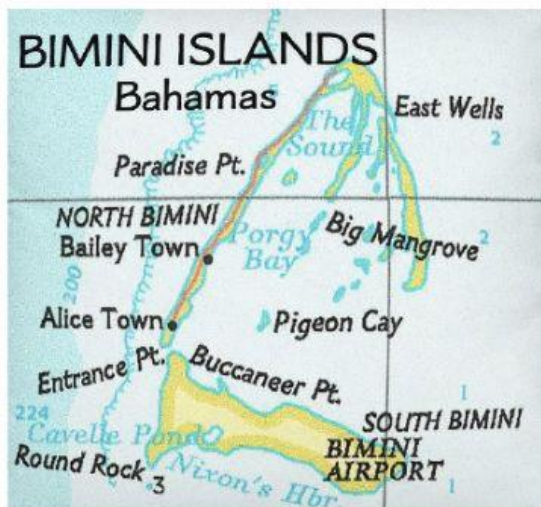 BIMINI ISLANDS
Bahamas
East Wells
The
Sound
2
Paradise Pt.
NORTH BIMINI
Porgy
Bay
Big Mangrove
2
Bailey Town
200
Alice Town
Pigeon Cay
Entrance Pt.
Buccaneer Pt.
1
224
SOUTH BIMINI
Cavelle Pond
BIMINI
AIRPORT
Round Rock
3
Nixon's Hbr
1